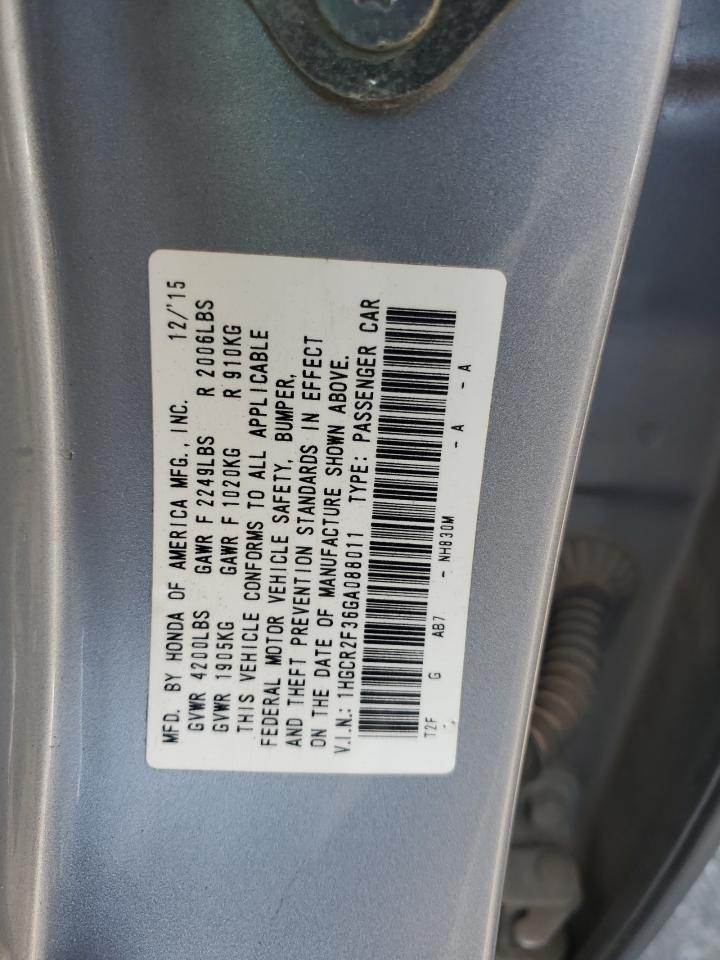 MFD. BY HONDA OF AMERICA MFG., INC. 12/'15
GVWR 4200LBS GAWR F 2249LBS R 2006LBS
GVWR 1905KG GAWR F 1020KG R 910KG
THIS VEHICLE CONFORMS TO ALL APPLICABLE
FEDERAL MOTOR VEHICLE SAFETY, BUMPER,
AND THEFT PREVENTION STANDARDS IN EFFECT
ON THE DATE OF MANUFACTURE SHOWN ABOVE.
V.I.N.: 1HGCR2F36GA088011 TYPE: PASSENGER CAR
T2F G AB7 - NH830M - A - A